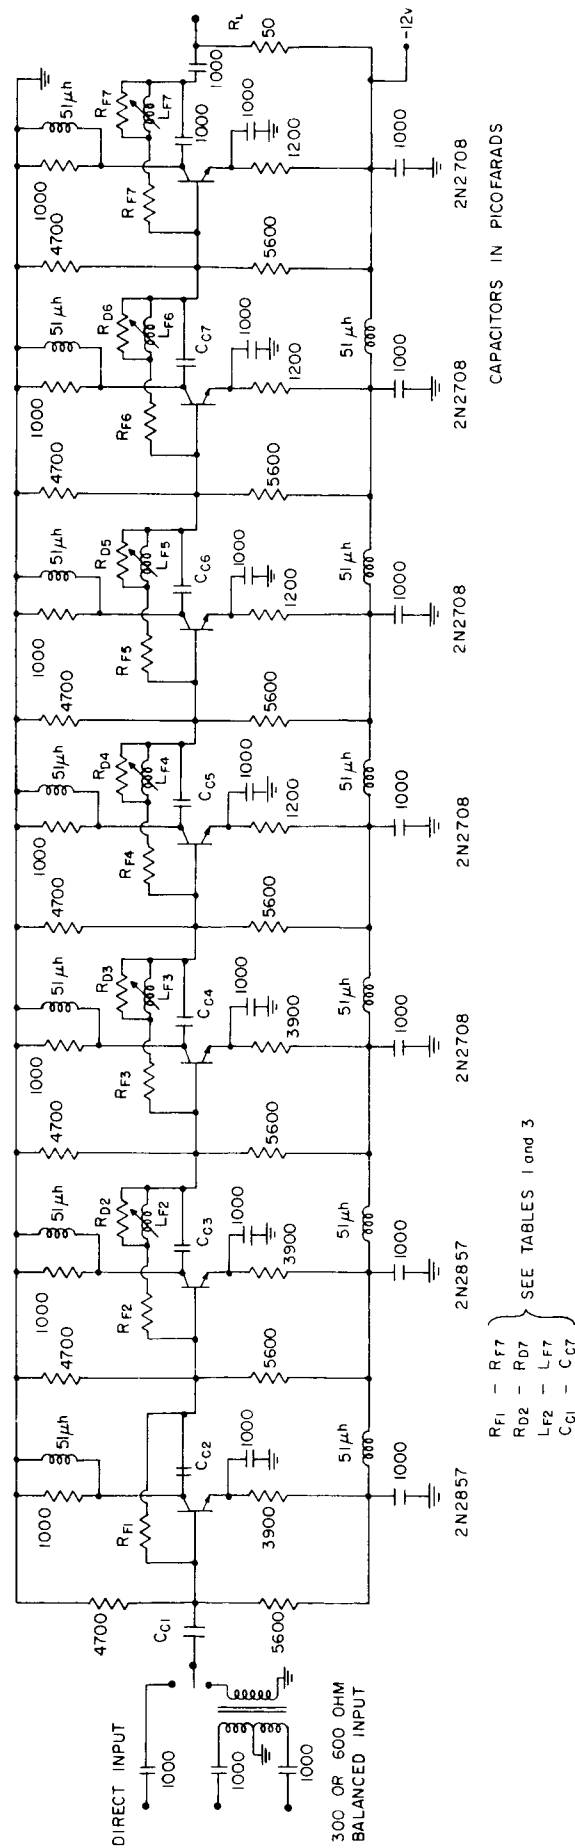 DIRECT INPUT
1000
1000
1000
300 OR 600 OHM
BALANCED INPUT
CC1
4700
5600
51μh
1000
RF1
CC2
1000
3900
1000
2N2857
4700
5600
51μh
51μh
1000
RD2
LF2
RF2
CC3
1000
3900
1000
2N2857
4700
5600
51μh
51μh
1000
RD3
LF3
RF3
CC4
1000
3900
1000
2N2708
4700
5600
51μh
51μh
1000
RD4
LF4
RF4
CC5
1000
1200
1000
2N2708
4700
5600
51μh
51μh
1000
RD5
LF5
RF5
CC6
1000
1200
1000
2N2708
4700
5600
51μh
51μh
1000
RD6
LF6
RF6
CC7
1000
1200
1000
2N2708
4700
5600
51μh
51μh
1000
RF7
LF7
RF7
1000
1000
1000
1200
1000
2N2708
RL
50
-12v
CAPACITORS IN PICOFARADS
RF1 - RF7
RD2 - RD7
LF2 - LF7
CC1 - CC7
SEE TABLES 1 and 3